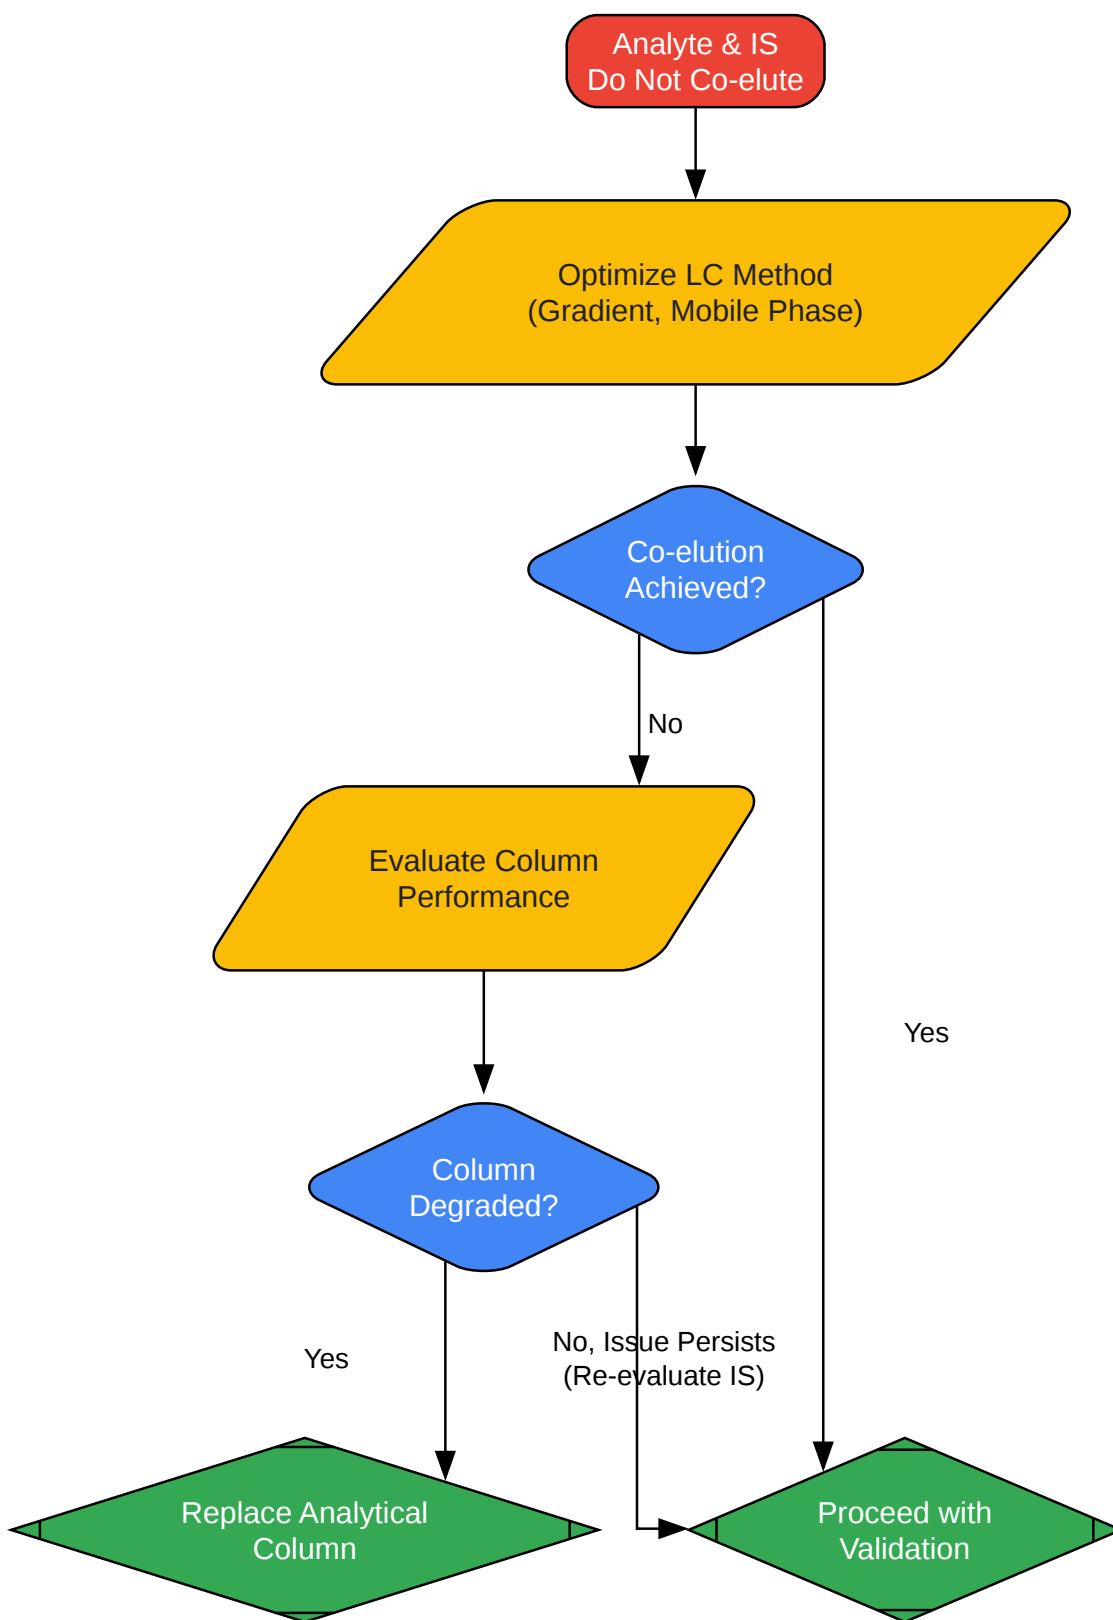 Analyte & IS
Do Not Co-elute
Optimize LC Method
(Gradient, Mobile Phase)
Co-elution
Achieved?
No
Evaluate Column
Performance
Yes
Column
Degraded?
No, Issue Persists
(Re-evaluate IS)
Yes
Replace Analytical
Column
Proceed with
Validation